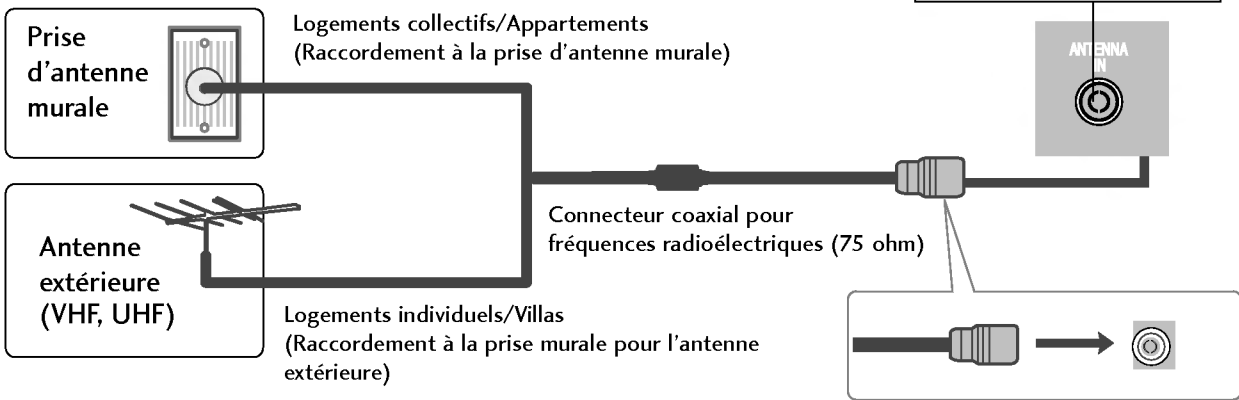 Prise
d'antenne
murale
Logements collectifs/Appartements
(Raccordement à la prise d'antenne murale)
ANTENNA
IN
Antenne
extérieure
(VHF, UHF)
Connecteur coaxial pour
fréquences radioélectriques (75 ohm)
Logements individuels/Villas
(Raccordement à la prise murale pour l'antenne
extérieure)